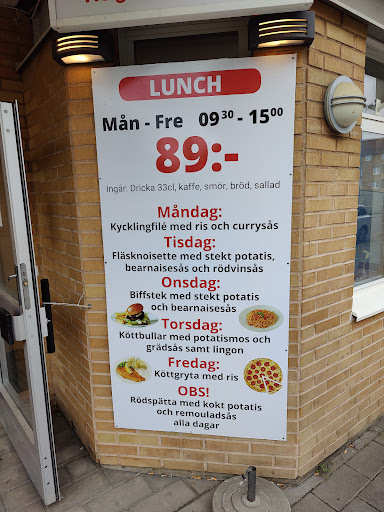 LUNCH
Mån - Fre 09³⁰ - 15⁰⁰
89:-
Ingår: Dricka 33cl, kaffe, smör, bröd, sallad
Måndag:
Kycklingfilé med ris och currysås
Tisdag:
Fläsknoisette med stekt potatis,
bearnaisesås och rödvinsås
Onsdag:
Biffstek med stekt potatis
och bearnaisesås
Torsdag:
Köttbullar med potatismos och
grädsås samt lingon
Fredag:
Köttgryta med ris
OBS!
Rödspätta med kokt potatis
och remouladsås
alla dagar